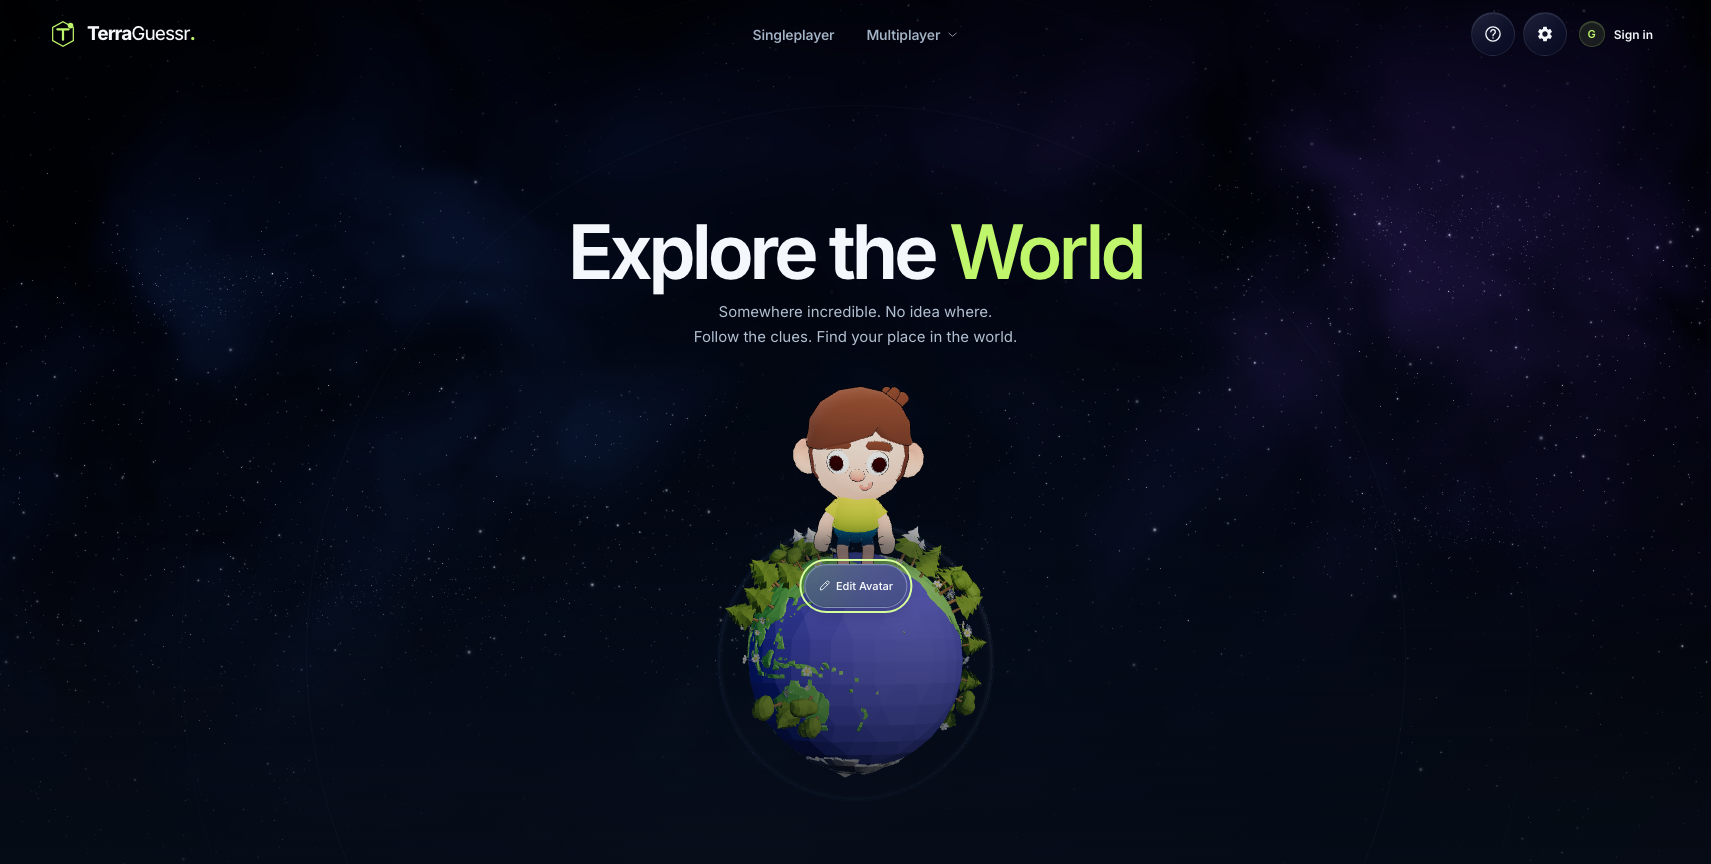 TerraGuessr.
Singleplayer
Multiplayer
G
Sign in
Explore the World
Somewhere incredible. No idea where.
Follow the clues. Find your place in the world.
Edit Avatar